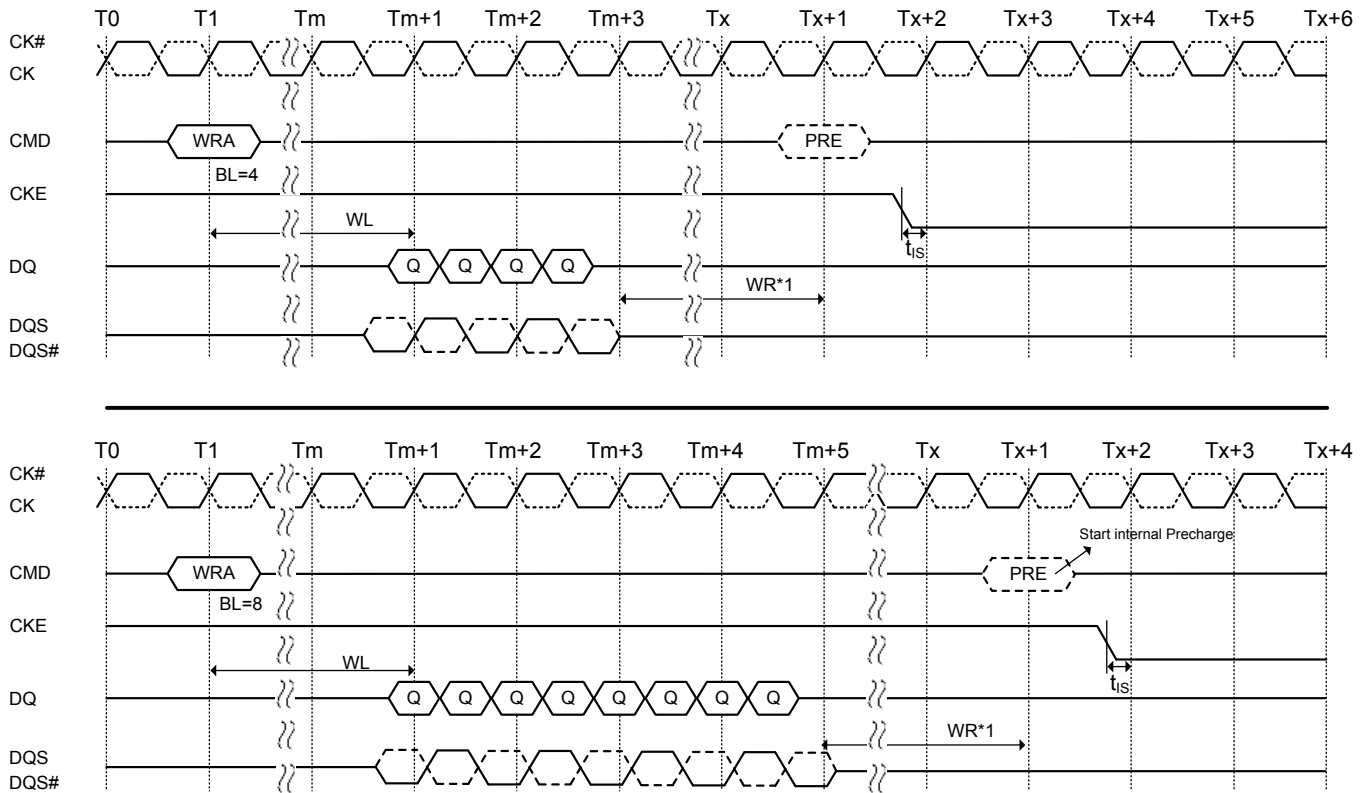 T0 T1 Tm Tm+1 Tm+2 Tm+3 Tx Tx+1 Tx+2 Tx+3 Tx+4 Tx+5 Tx+6
CK#
CK
CMD WRA PRE
BL=4
CKE
WL
tIS
DQ Q Q Q Q
WR*1
DQS
DQS#
T0 T1 Tm Tm+1 Tm+2 Tm+3 Tm+4 Tm+5 Tx Tx+1 Tx+2 Tx+3 Tx+4
CK#
CK
Start internal Precharge
CMD WRA PRE
BL=8
CKE
WL
tIS
DQ Q Q Q Q Q Q Q Q
WR*1
DQS
DQS#